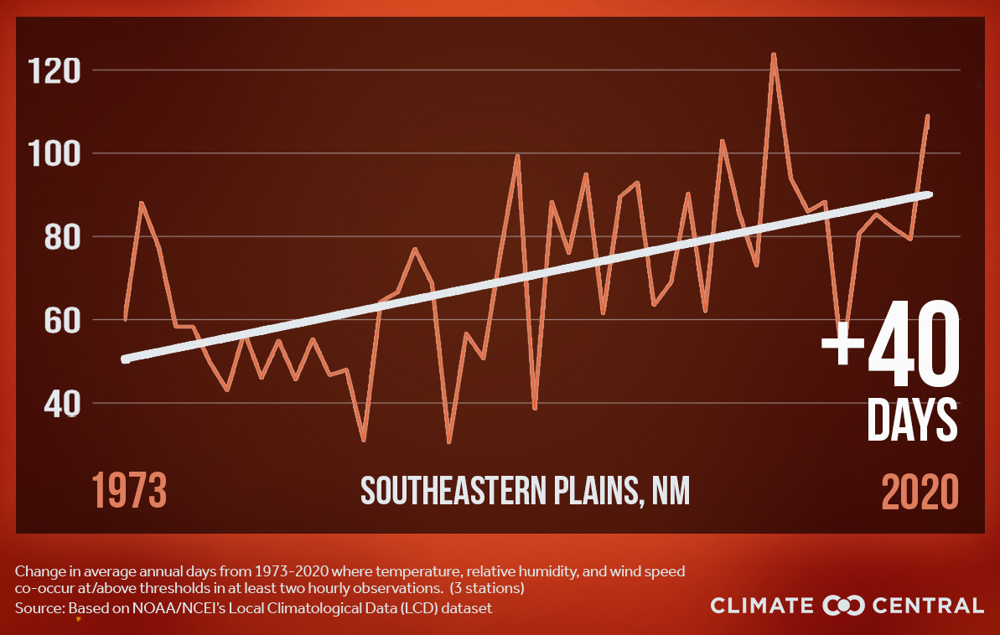 120
100
80
60
40
+40
DAYS
1973
SOUTHEASTERN PLAINS, NM
2020
Change in average annual days from 1973-2020 where temperature, relative humidity, and wind speed
co-occur at/above thresholds in at least two hourly observations. (3 stations)
Source: Based on NOAA/NCEI's Local Climatological Data (LCD) dataset
CLIMATE CENTRAL